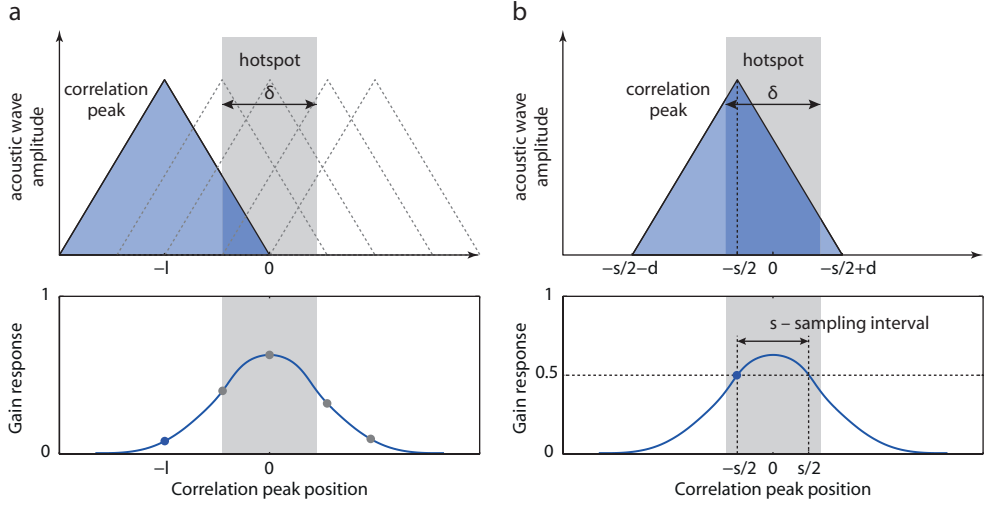 a
acoustic wave
amplitude
correlation
peak
hotspot
δ
−l
0
1
Gain response
0
−l
0
Correlation peak position
b
acoustic wave
amplitude
correlation
peak
hotspot
δ
−s/2−d
−s/2
0
−s/2+d
1
0.5
Gain response
0
s – sampling interval
−s/2
0
s/2
Correlation peak position